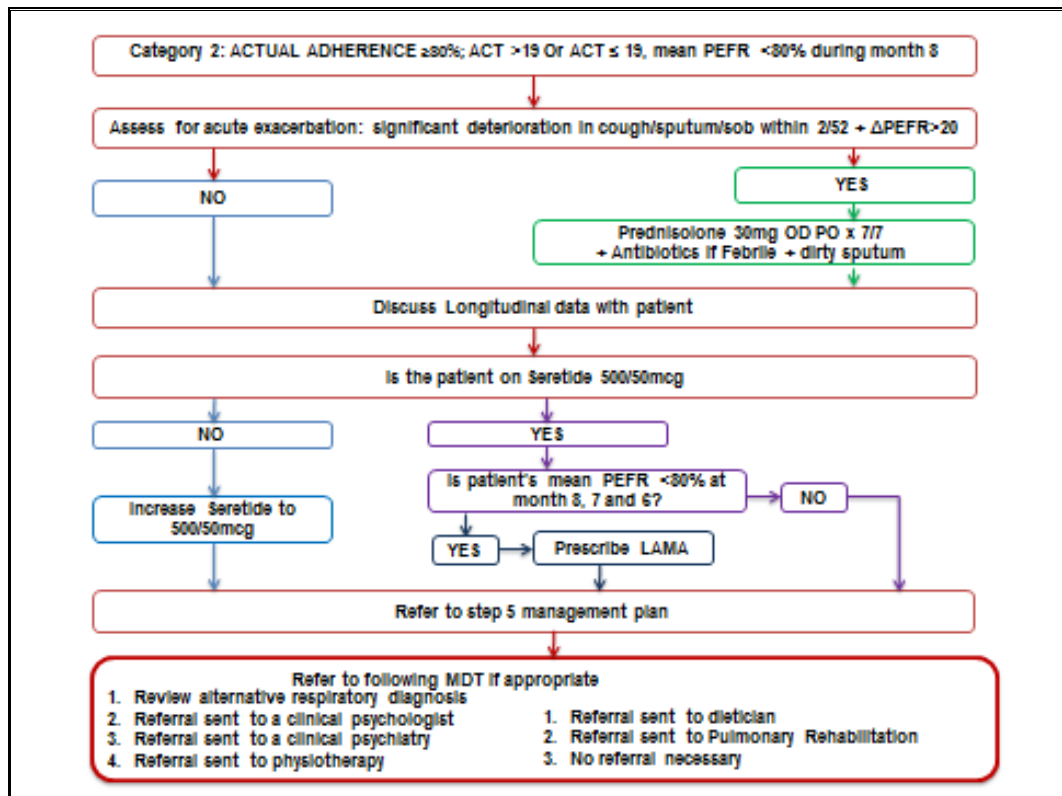 Category 2: ACTUAL ADHERENCE ≥80%; ACT >19 Or ACT ≤ 19, mean PEFR <80% during month 8
Assess for acute exacerbation: significant deterioration in cough/sputum/sob within 2/52 + ΔPEFR>20
NO
YES
Prednisolone 30mg OD PO x 7/7
+ Antibiotics if Febrile + dirty sputum
Discuss Longitudinal data with patient
Is the patient on Seretide 500/50mcg
NO
YES
Increase Seretide to
500/50mcg
Is patient's mean PEFR <80% at
month 8, 7 and 6?
NO
YES
Prescribe LAMA
Refer to step 5 management plan
Refer to following MDT if appropriate
1. Review alternative respiratory diagnosis
2. Referral sent to a clinical psychologist
3. Referral sent to a clinical psychiatry
4. Referral sent to physiotherapy
1. Referral sent to dietician
2. Referral sent to Pulmonary Rehabilitation
3. No referral necessary